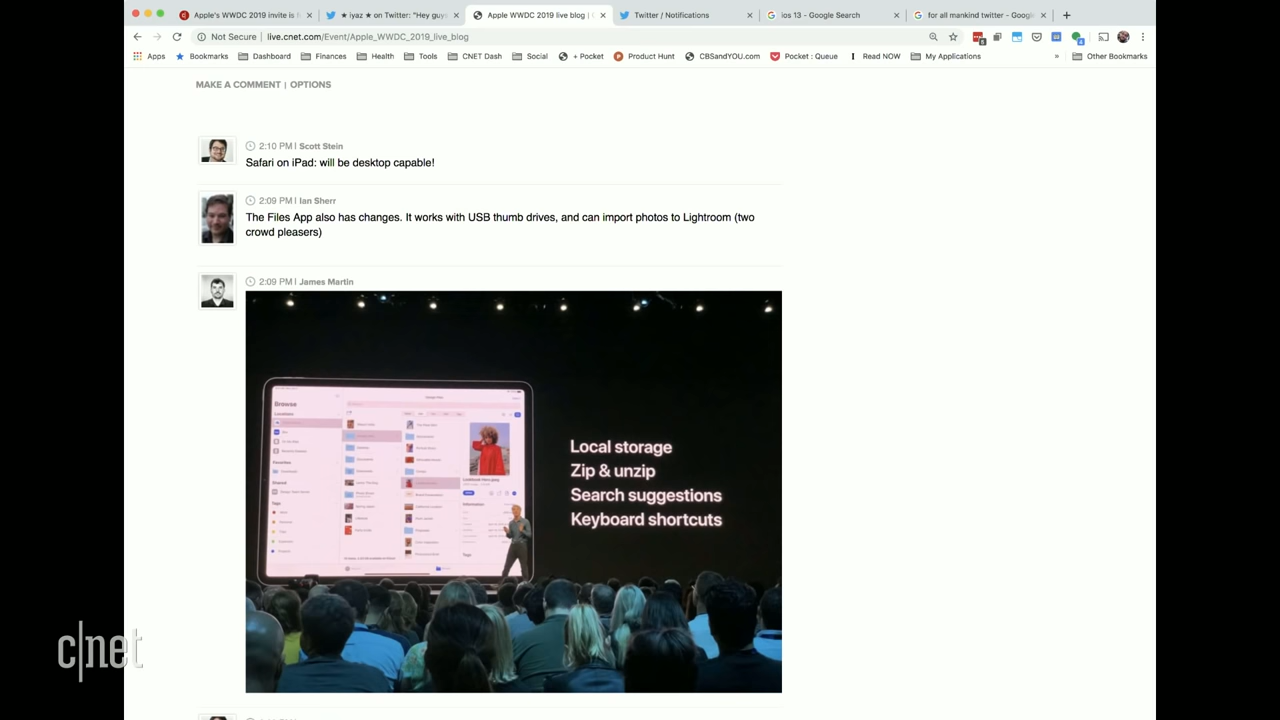 Apple's WWDC 2019 invite is f
★ iyaz ★ on Twitter: "Hey guys
Apple WWDC 2019 live blog | C
Twitter / Notifications
ios 13 - Google Search
for all mankind twitter - Googl
Not Secure | live.cnet.com/Event/Apple_WWDC_2019_live_blog
Apps Bookmarks Dashboard Finances Health Tools CNET Dash Social + Pocket Product Hunt CBSandYOU.com Pocket : Queue Read NOW My Applications » Other Bookmarks
MAKE A COMMENT | OPTIONS
2:10 PM | Scott Stein
Safari on iPad: will be desktop capable!
2:09 PM | Ian Sherr
The Files App also has changes. It works with USB thumb drives, and can import photos to Lightroom (two
crowd pleasers)
2:09 PM | James Martin
Browse
Local storage
Zip & unzip
Search suggestions
Keyboard shortcuts
c|net